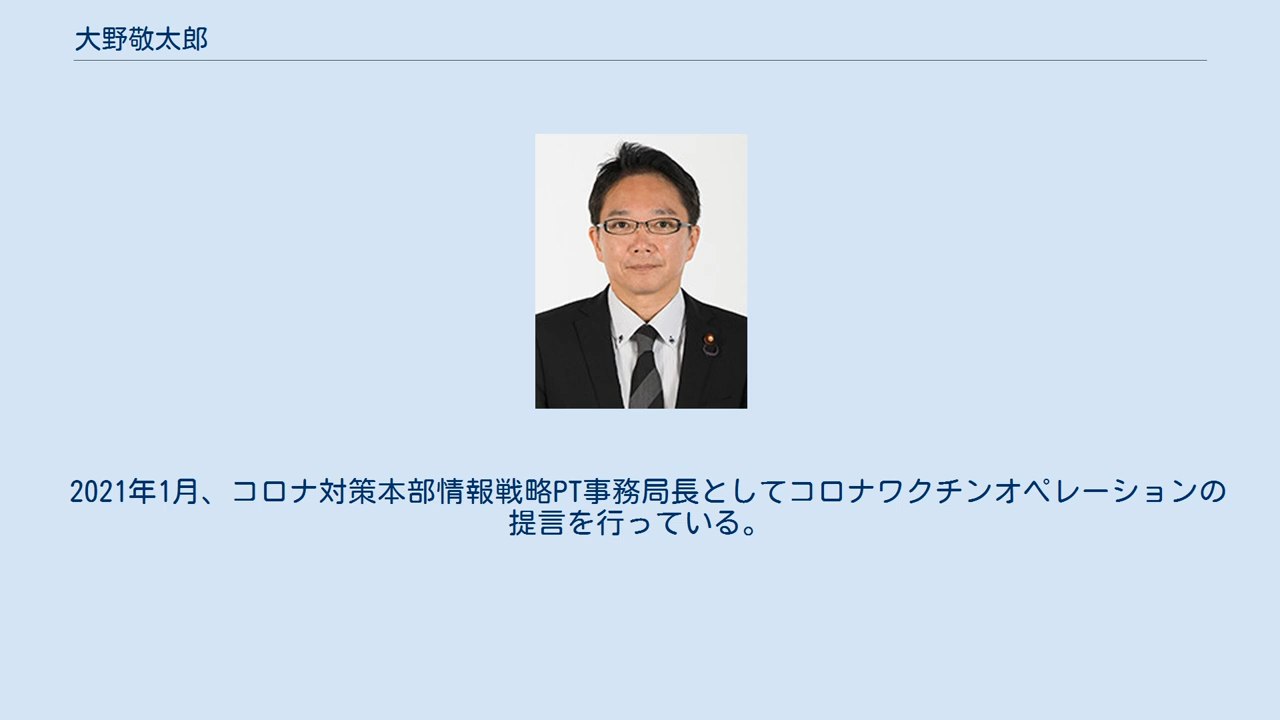 大野敬太郎
2021年1月、コロナ対策本部情報戦略PT事務局長としてコロナワクチンオペレーションの
提言を行っている。